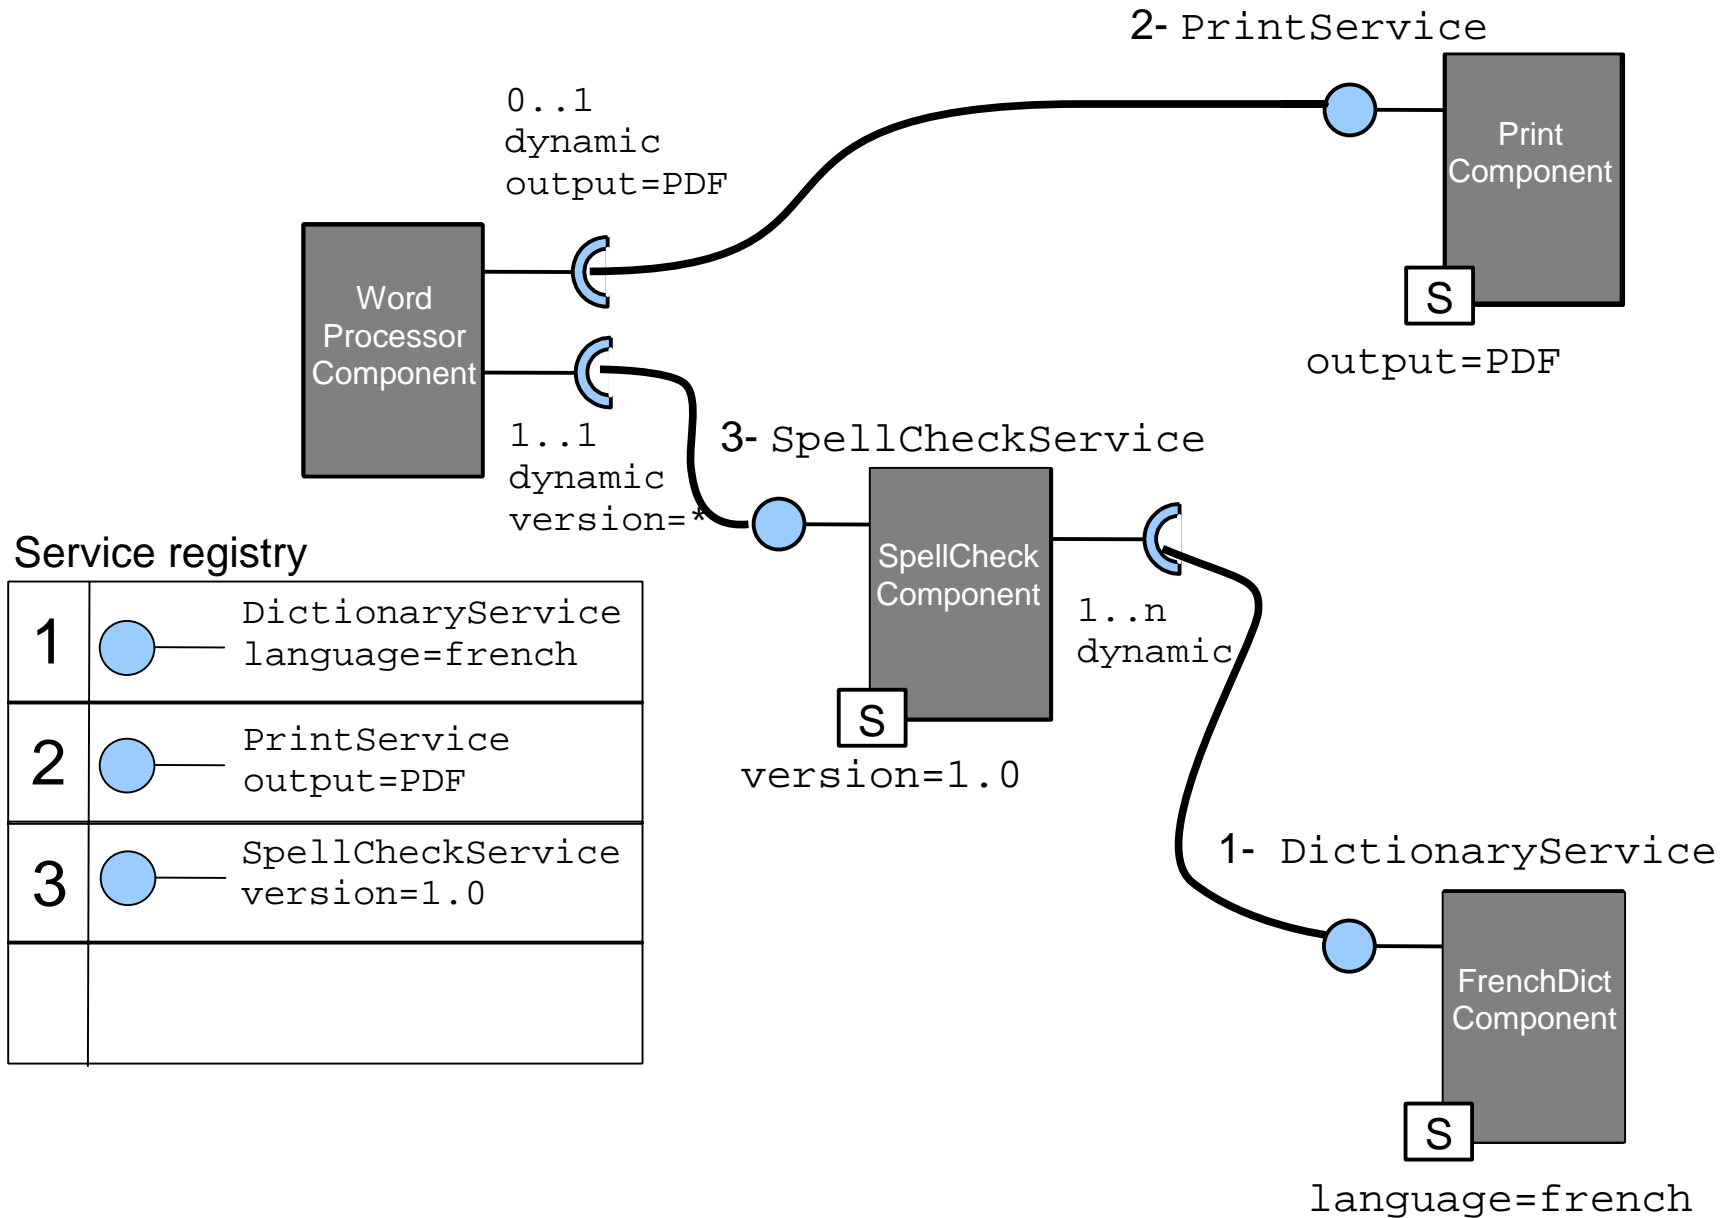 2- PrintService
0..1
dynamic
output=PDF
Print
Component
S
output=PDF
Word
Processor
Component
1..1
dynamic
version=*
3- SpellCheckService
SpellCheck
Component
1..n
dynamic
S
version=1.0
Service registry
1
DictionaryService
language=french
2
PrintService
output=PDF
3
SpellCheckService
version=1.0
1- DictionaryService
FrenchDict
Component
S
language=french